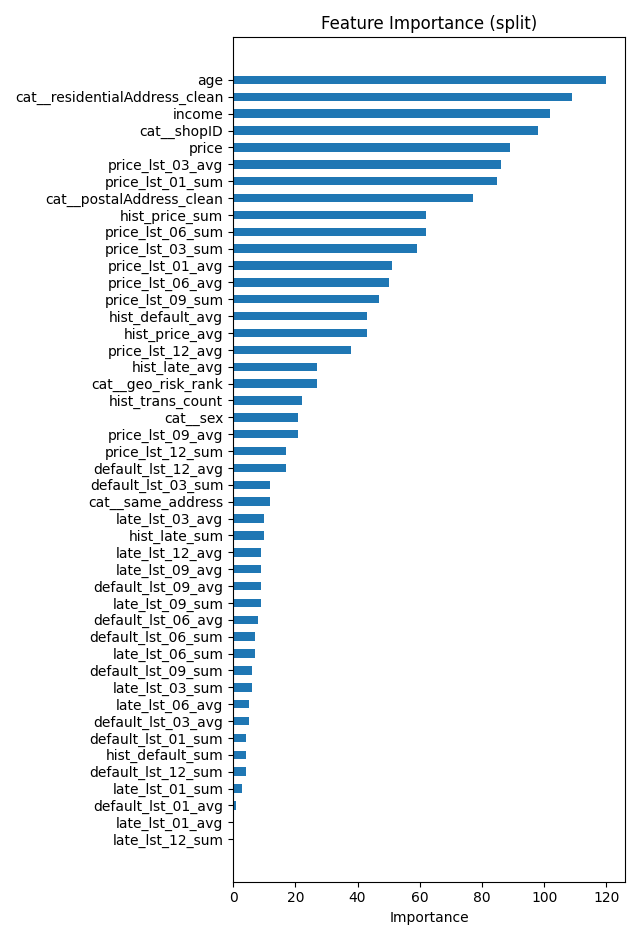 Feature Importance (split)
age
cat__residentialAddress_clean
income
cat__shopID
price
price_lst_03_avg
price_lst_01_sum
cat__postalAddress_clean
hist_price_sum
price_lst_06_sum
price_lst_03_sum
price_lst_01_avg
price_lst_06_avg
price_lst_09_sum
hist_default_avg
hist_price_avg
price_lst_12_avg
hist_late_avg
cat__geo_risk_rank
hist_trans_count
cat__sex
price_lst_09_avg
price_lst_12_sum
default_lst_12_avg
default_lst_03_sum
cat__same_address
late_lst_03_avg
hist_late_sum
late_lst_12_avg
late_lst_09_avg
default_lst_09_avg
late_lst_09_sum
default_lst_06_avg
default_lst_06_sum
late_lst_06_sum
default_lst_09_sum
late_lst_03_sum
late_lst_06_avg
default_lst_03_avg
default_lst_01_sum
hist_default_sum
default_lst_12_sum
late_lst_01_sum
default_lst_01_avg
late_lst_01_avg
late_lst_12_sum
0 20 40 60 80 100 120
Importance